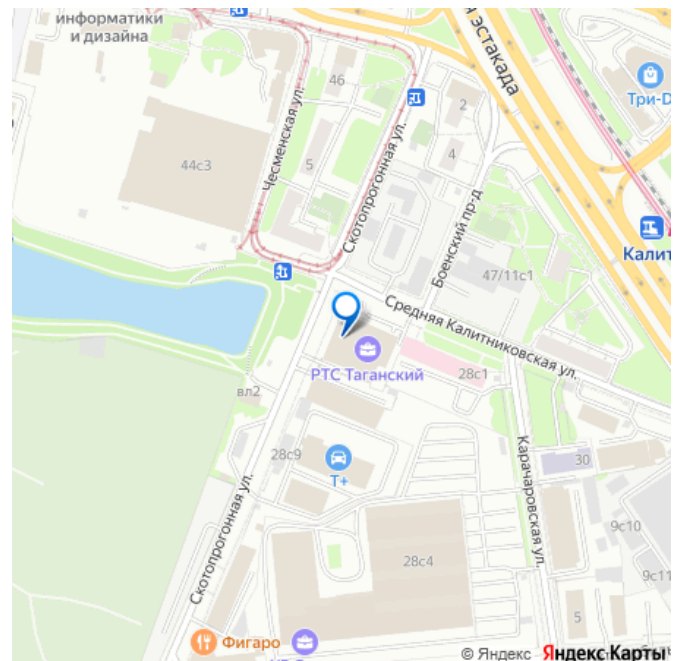 информатики
и дизайна
я эстакада
46
2
Три-D
Чесменская ул.
5
4
44с3
Скотопрогонная ул.
Боенский пр-д
Калит
47/11с1
Средняя Калитниковская ул.
РТС Таганский
28с1
вл2
28с9
Т+
Карачаровская ул.
30
Скотопрогонная ул.
9с10
28с4
9с11
5
Фигаро
© Яндекс Яндекс Карты